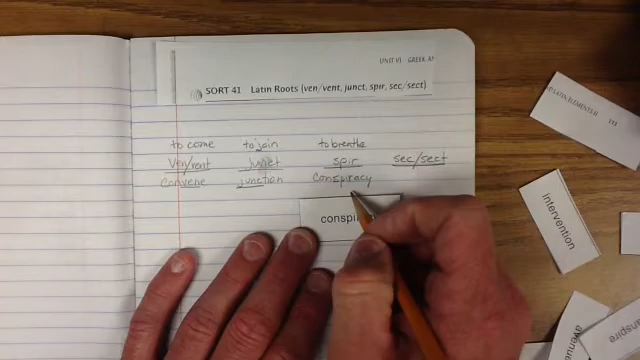 UNIT VI GREEK A
SORT 41 Latin Roots (ven/vent, junct, spir, sec/sect)
to come to join to breathe
Ven/vent Junct spir sec/sect
Convene junction Conspiracy
intervention